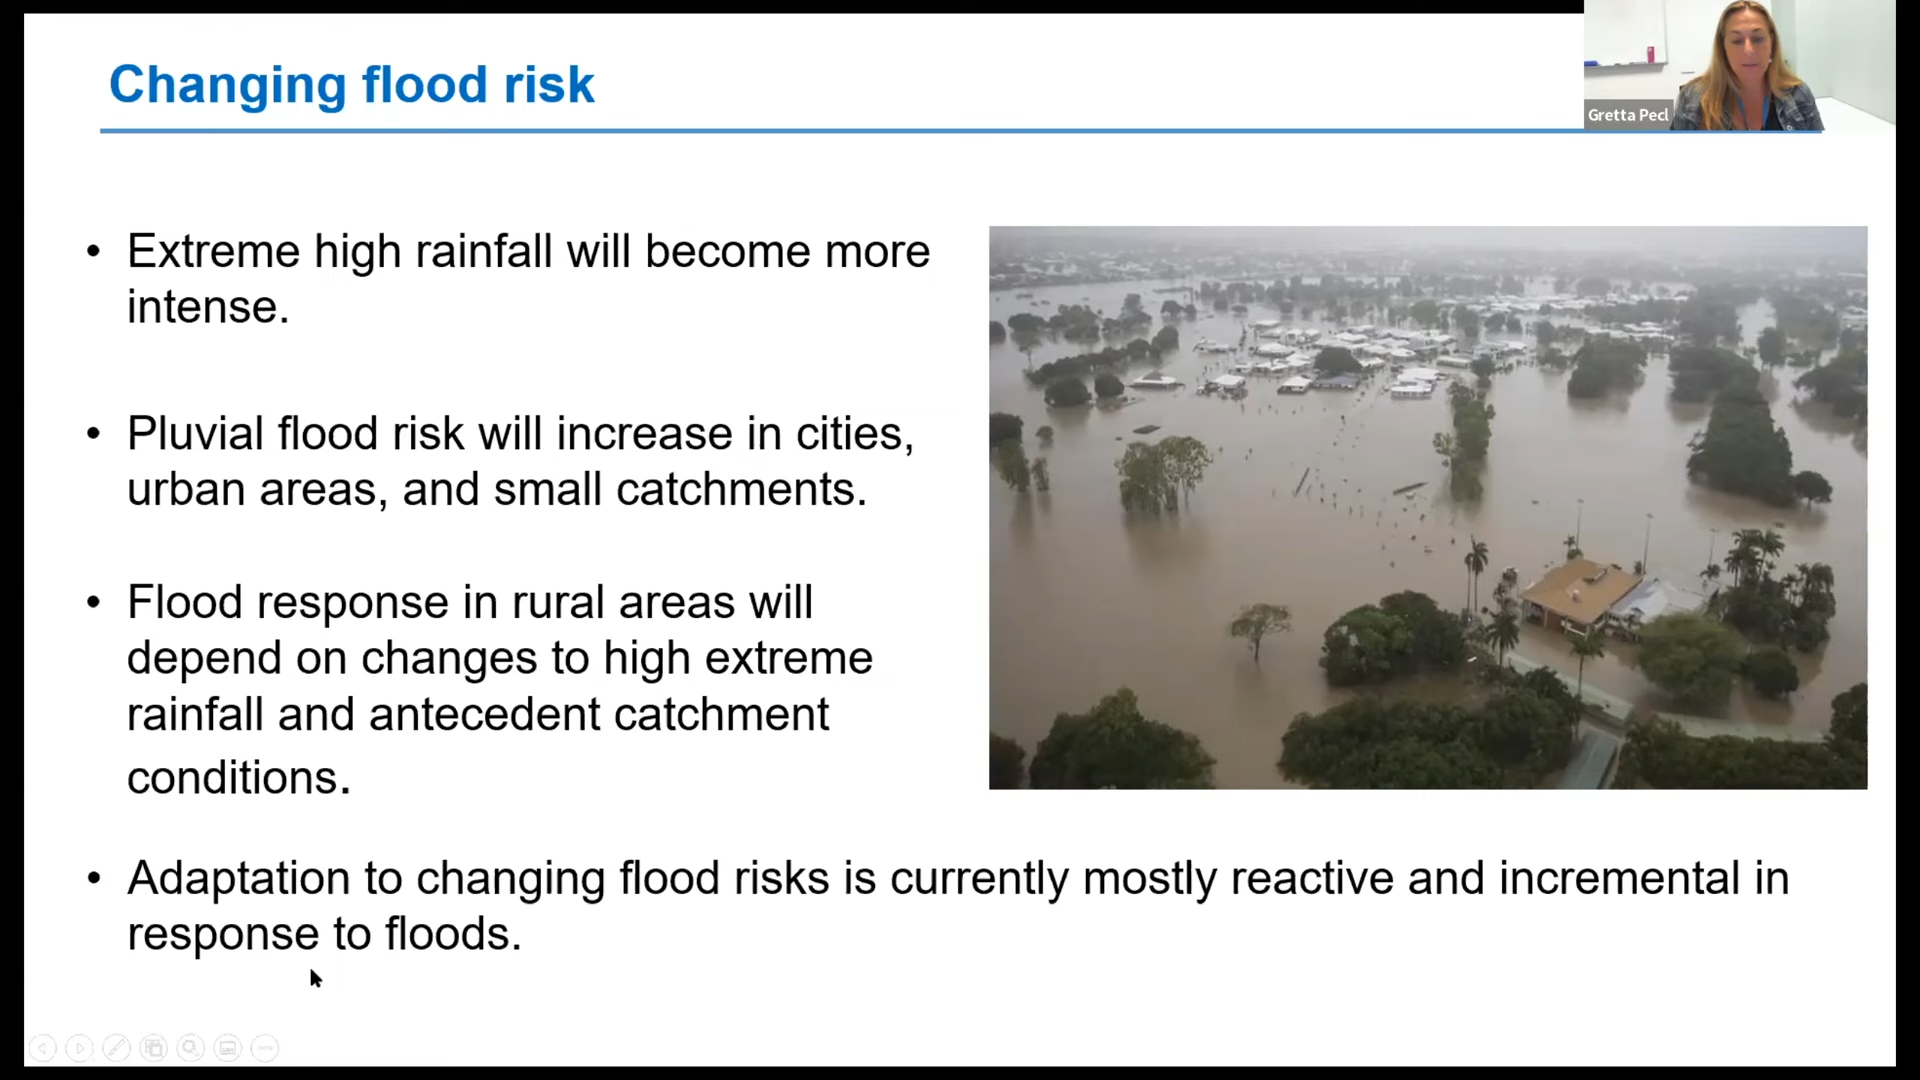 Changing flood risk
Gretta Pecl
• Extreme high rainfall will become more
intense.
• Pluvial flood risk will increase in cities,
urban areas, and small catchments.
• Flood response in rural areas will
depend on changes to high extreme
rainfall and antecedent catchment
conditions.
• Adaptation to changing flood risks is currently mostly reactive and incremental in
response to floods.